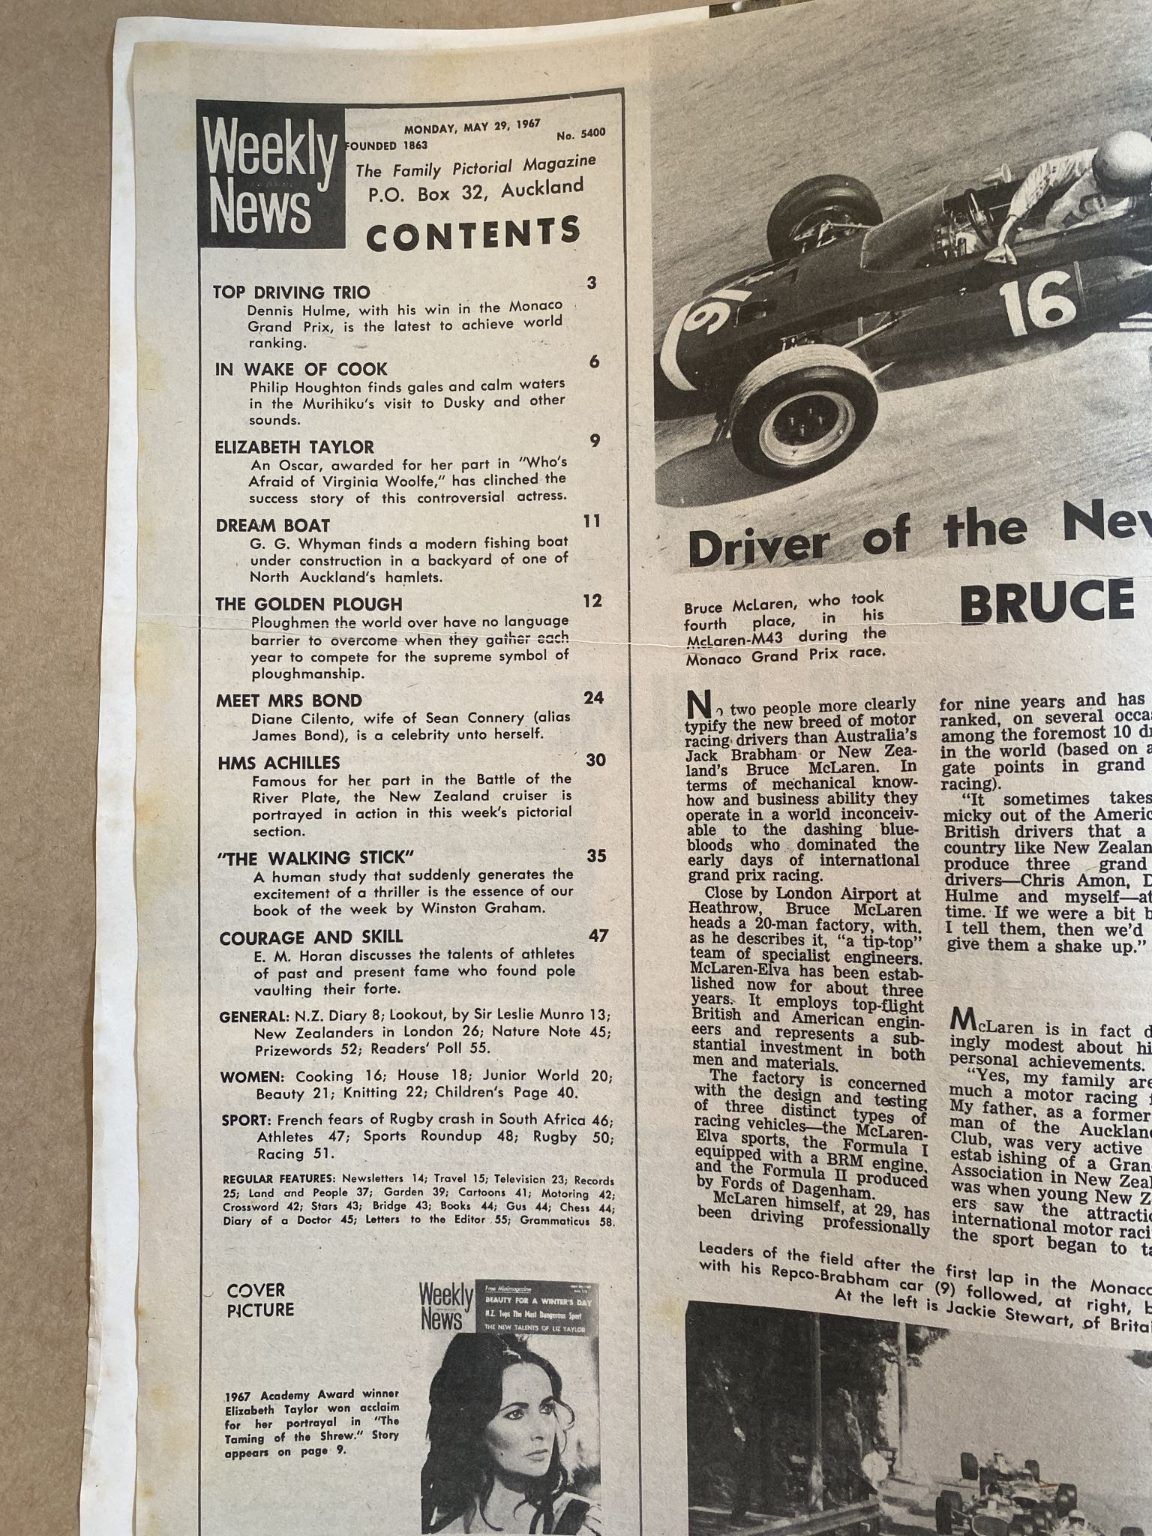 Weekly
News
MONDAY, MAY 29, 1967
FOUNDED 1863
No. 5400
The Family Pictorial Magazine
P.O. Box 32, Auckland
CONTENTS
TOP DRIVING TRIO 3
Dennis Hulme, with his win in the Monaco
Grand Prix, is the latest to achieve world
ranking.
IN WAKE OF COOK 6
Philip Houghton finds gales and calm waters
in the Murihiku's visit to Dusky and other
sounds.
ELIZABETH TAYLOR 9
An Oscar, awarded for her part in "Who's
Afraid of Virginia Woolfe," has clinched the
success story of this controversial actress.
DREAM BOAT 11
G. G. Whyman finds a modern fishing boat
under construction in a backyard of one of
North Auckland's hamlets.
THE GOLDEN PLOUGH 12
Ploughmen the world over have no language
barrier to overcome when they gather each
year to compete for the supreme symbol of
ploughmanship.
MEET MRS BOND 24
Diane Cilento, wife of Sean Connery (alias
James Bond), is a celebrity unto herself.
HMS ACHILLES 30
Famous for her part in the Battle of the
River Plate, the New Zealand cruiser is
portrayed in action in this week's pictorial
section.
"THE WALKING STICK" 35
A human study that suddenly generates the
excitement of a thriller is the essence of our
book of the week by Winston Graham.
COURAGE AND SKILL 47
E. M. Horan discusses the talents of athletes
of past and present fame who found pole
vaulting their forte.
GENERAL: N.Z. Diary 8; Lookout, by Sir Leslie Munro 13;
New Zealanders in London 26; Nature Note 45;
Prizewords 52; Readers' Poll 55.
WOMEN: Cooking 16; House 18; Junior World 20;
Beauty 21; Knitting 22; Children's Page 40.
SPORT: French fears of Rugby crash in South Africa 46;
Athletes 47; Sports Roundup 48; Rugby 50;
Racing 51.
REGULAR FEATURES: Newsletters 14; Travel 15; Television 23; Records
25; Land and People 37; Garden 39; Cartoons 41; Motoring 42;
Crossword 42; Stars 43; Bridge 43; Books 44; Gus 44; Chess 44;
Diary of a Doctor 45; Letters to the Editor 55; Grammaticus 58.
COVER
PICTURE
1967 Academy Award winner
Elizabeth Taylor won acclaim
for her portrayal in "The
Taming of the Shrew." Story
appears on page 9.
Weekly
News
Free Minimagazine
BEAUTY FOR A WINTER'S DAY
N.Z. Tops The Most Dangerous Sport
THE NEW TALENTS OF LIZ TAYLOR
16
16
Driver of the New
BRUCE
Bruce McLaren, who took
fourth place, in his
McLaren-M43 during the
Monaco Grand Prix race.
No two people more clearly
typify the new breed of motor
racing drivers than Australia's
Jack Brabham or New Zea-
land's Bruce McLaren. In
terms of mechanical know-
how and business ability they
operate in a world inconceiv-
able to the dashing blue-
bloods who dominated the
early days of international
grand prix racing.
Close by London Airport at
Heathrow, Bruce McLaren
heads a 20-man factory, with,
as he describes it, "a tip-top"
team of specialist engineers.
McLaren-Elva has been estab-
lished now for about three
years. It employs top-flight
British and American engin-
eers and represents a sub-
stantial investment in both
men and materials.
The factory is concerned
with the design and testing
of three distinct types of
racing vehicles—the McLaren-
Elva sports, the Formula I
equipped with a BRM engine,
and the Formula II produced
by Fords of Dagenham.
McLaren himself, at 29, has
been driving professionally
for nine years and has
ranked, on several occa
among the foremost 10 dr
in the world (based on a
gate points in grand
racing).
"It sometimes takes
micky out of the Americ
British drivers that a
country like New Zealan
produce three grand
drivers—Chris Amon, D
Hulme and myself—at
time. If we were a bit b
I tell them, then we'd
give them a shake up."
McLaren is in fact d
ingly modest about hi
personal achievements.
"Yes, my family are
much a motor racing f
My father, as a former
man of the Auckland
Club, was very active
estab ishing of a Gran
Association in New Zeal
was when young New Z
ers saw the attractio
international motor raci
the sport began to ta
Leaders of the field after the first lap in the Monaco
with his Repco-Brabham car (9) followed, at right, b
At the left is Jackie Stewart, of Britai